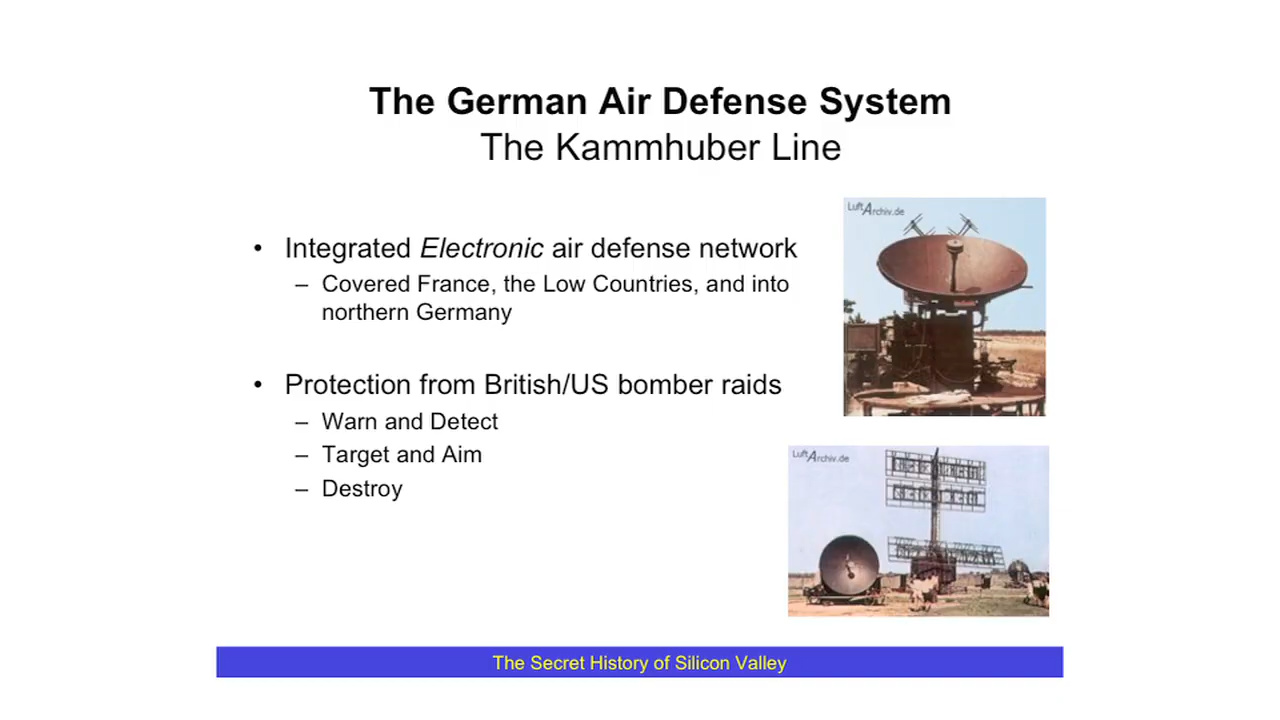 The German Air Defense System
The Kammhuber Line
• Integrated Electronic air defense network
– Covered France, the Low Countries, and into
northern Germany
• Protection from British/US bomber raids
– Warn and Detect
– Target and Aim
– Destroy
LuftArchiv.de
LuftArchiv.de
The Secret History of Silicon Valley